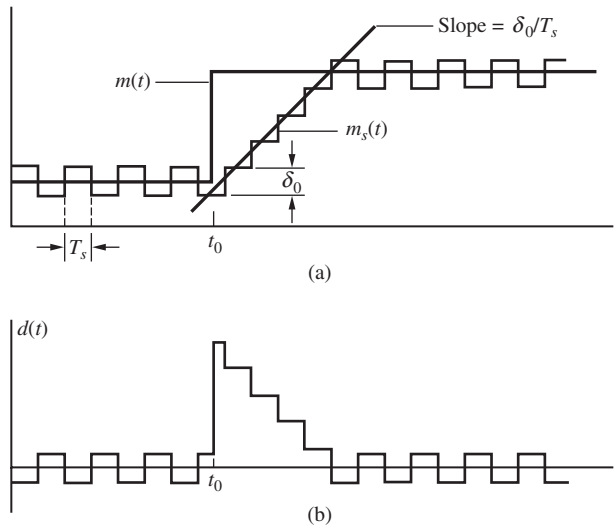 Slope = δ₀/Tₛ
m(t)
mₛ(t)
δ₀
Tₛ
t₀
(a)
d(t)
t₀
(b)